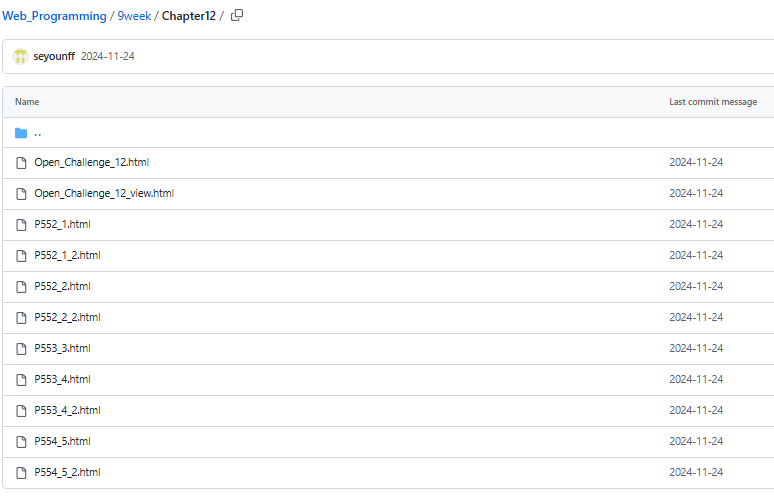 Web_Programming / 9week / Chapter12 /
seyounff 2024-11-24
Name Last commit message
..
Open_Challenge_12.html 2024-11-24
Open_Challenge_12_view.html 2024-11-24
P552_1.html 2024-11-24
P552_1_2.html 2024-11-24
P552_2.html 2024-11-24
P552_2_2.html 2024-11-24
P553_3.html 2024-11-24
P553_4.html 2024-11-24
P553_4_2.html 2024-11-24
P554_5.html 2024-11-24
P554_5_2.html 2024-11-24